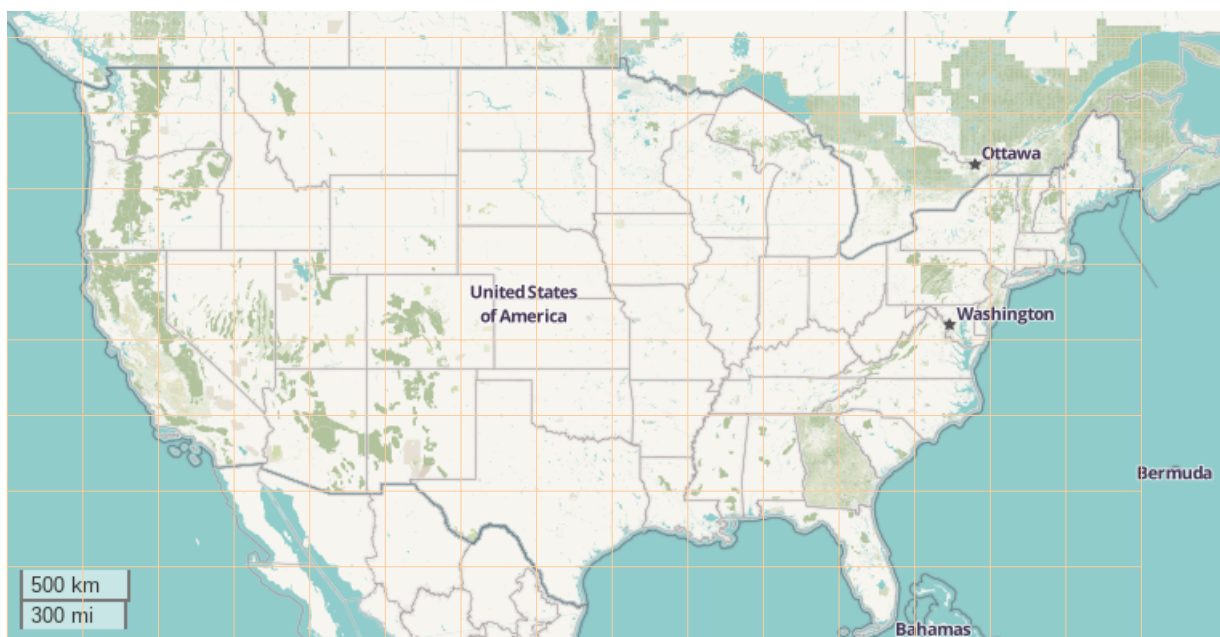 Ottawa
United States
of America
Washington
Bermuda
500 km
300 mi
Bahamas